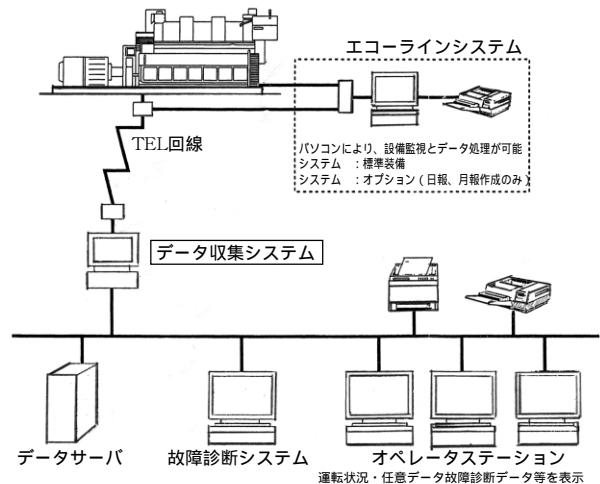 エコーラインシステム
TEL回線
パソコンにより、設備監視とデータ処理が可能
システム　：標準装備
システム　：オプション（日報、月報作成のみ）
データ収集システム
データサーバ
故障診断システム
オペレータステーション
運転状況・任意データ故障診断データ等を表示